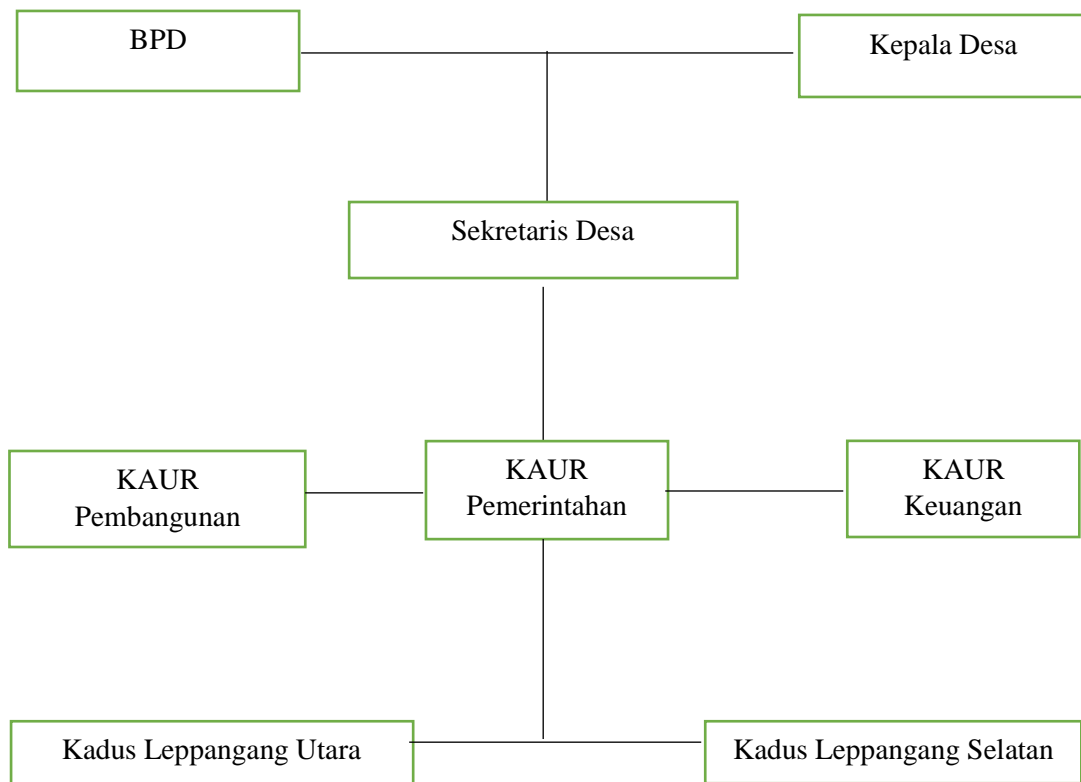 BPD
Kepala Desa
Sekretaris Desa
KAUR
Pembangunan
KAUR
Pemerintahan
KAUR
Keuangan
Kadus Leppangang Utara
Kadus Leppangang Selatan